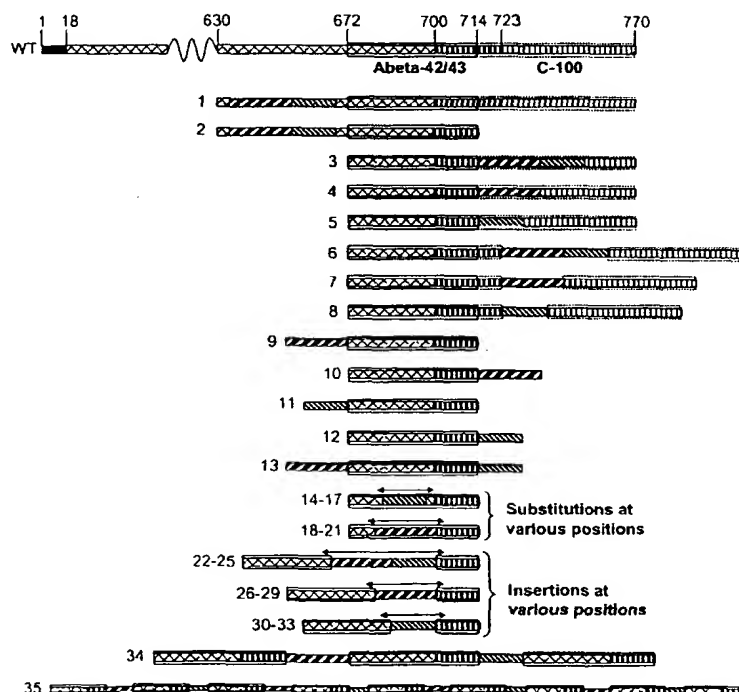 1 18 630 672 700 714 723 770
WT
Abeta-42/43 C-100
1
2
3
4
5
6
7
8
9
10
11
12
13
14-17
Substitutions at
various positions
18-21
22-25
26-29
Insertions at
various positions
30-33
34
35